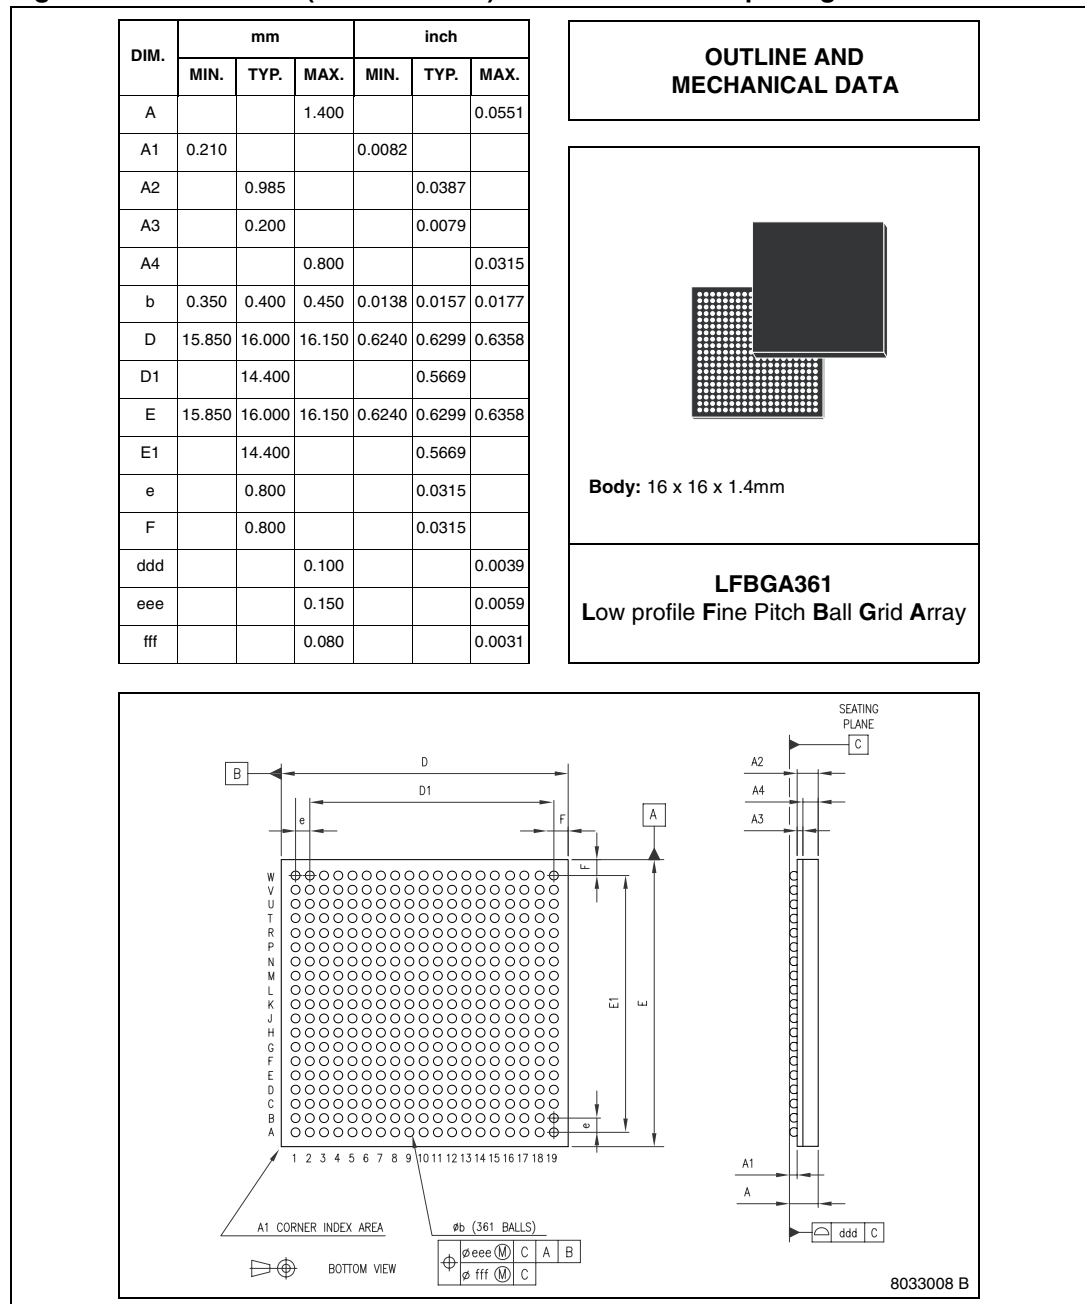 DIM. mm inch
MIN. TYP. MAX. MIN. TYP. MAX.
A 1.400 0.0551
A1 0.210 0.0082
A2 0.985 0.0387
A3 0.200 0.0079
A4 0.800 0.0315
b 0.350 0.400 0.450 0.0138 0.0157 0.0177
D 15.850 16.000 16.150 0.6240 0.6299 0.6358
D1 14.400 0.5669
E 15.850 16.000 16.150 0.6240 0.6299 0.6358
E1 14.400 0.5669
e 0.800 0.0315
F 0.800 0.0315
ddd 0.100 0.0039
eee 0.150 0.0059
fff 0.080 0.0031
OUTLINE AND
MECHANICAL DATA
Body: 16 x 16 x 1.4mm
LFBGA361
Low profile Fine Pitch Ball Grid Array
SEATING
PLANE
C
B
D
D1
e
F
A
F
A2
A4
A3
W
V
U
T
R
P
N
M
L
K
J
H
G
F
E
D
C
B
A
E1
E
e
1 2 3 4 5 6 7 8 9 10 11 12 13 14 15 16 17 18 19
A1
A
A1 CORNER INDEX AREA
øb (361 BALLS)
ø eee Ⓜ C A B
ø fff Ⓜ C
ddd C
BOTTOM VIEW
8033008 B